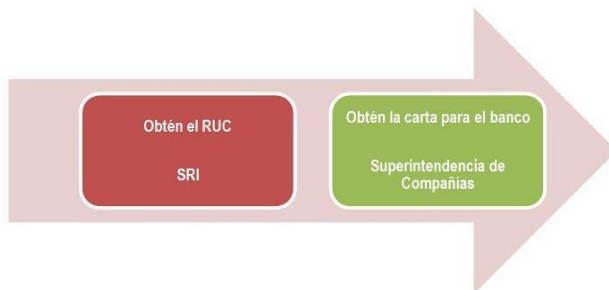 Obtén el RUC
SRI
Obtén la carta para el banco
Superintendencia de
Compañías